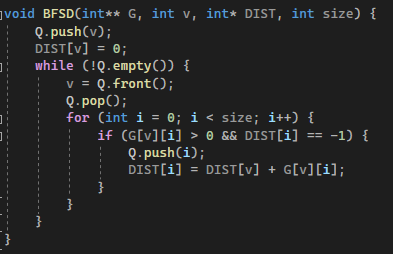 void BFSD(int** G, int v, int* DIST, int size) {
    Q.push(v);
    DIST[v] = 0;
    while (!Q.empty()) {
        v = Q.front();
        Q.pop();
        for (int i = 0; i < size; i++) {
            if (G[v][i] > 0 && DIST[i] == -1) {
                Q.push(i);
                DIST[i] = DIST[v] + G[v][i];
            }
        }
    }
}